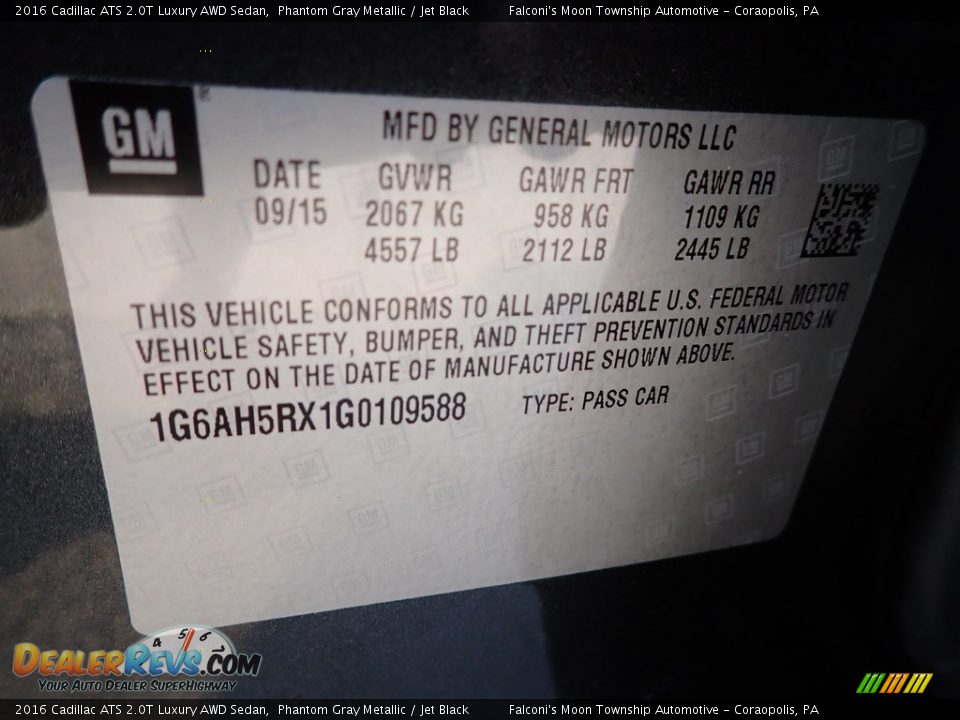 2016 Cadillac ATS 2.0T Luxury AWD Sedan,  Phantom Gray Metallic / Jet Black          Falconi's Moon Township Automotive - Coraopolis, PA
GM
MFD BY GENERAL MOTORS LLC
DATE GVWR GAWR FRT GAWR RR
09/15 2067 KG 958 KG 1109 KG
4557 LB 2112 LB 2445 LB
THIS VEHICLE CONFORMS TO ALL APPLICABLE U.S. FEDERAL MOTOR
VEHICLE SAFETY, BUMPER, AND THEFT PREVENTION STANDARDS IN
EFFECT ON THE DATE OF MANUFACTURE SHOWN ABOVE.
1G6AH5RX1G0109588 TYPE: PASS CAR
4 5 6
DealerRevs.com
Your Auto Dealer SuperHighway
2016 Cadillac ATS 2.0T Luxury AWD Sedan,  Phantom Gray Metallic / Jet Black          Falconi's Moon Township Automotive - Coraopolis, PA